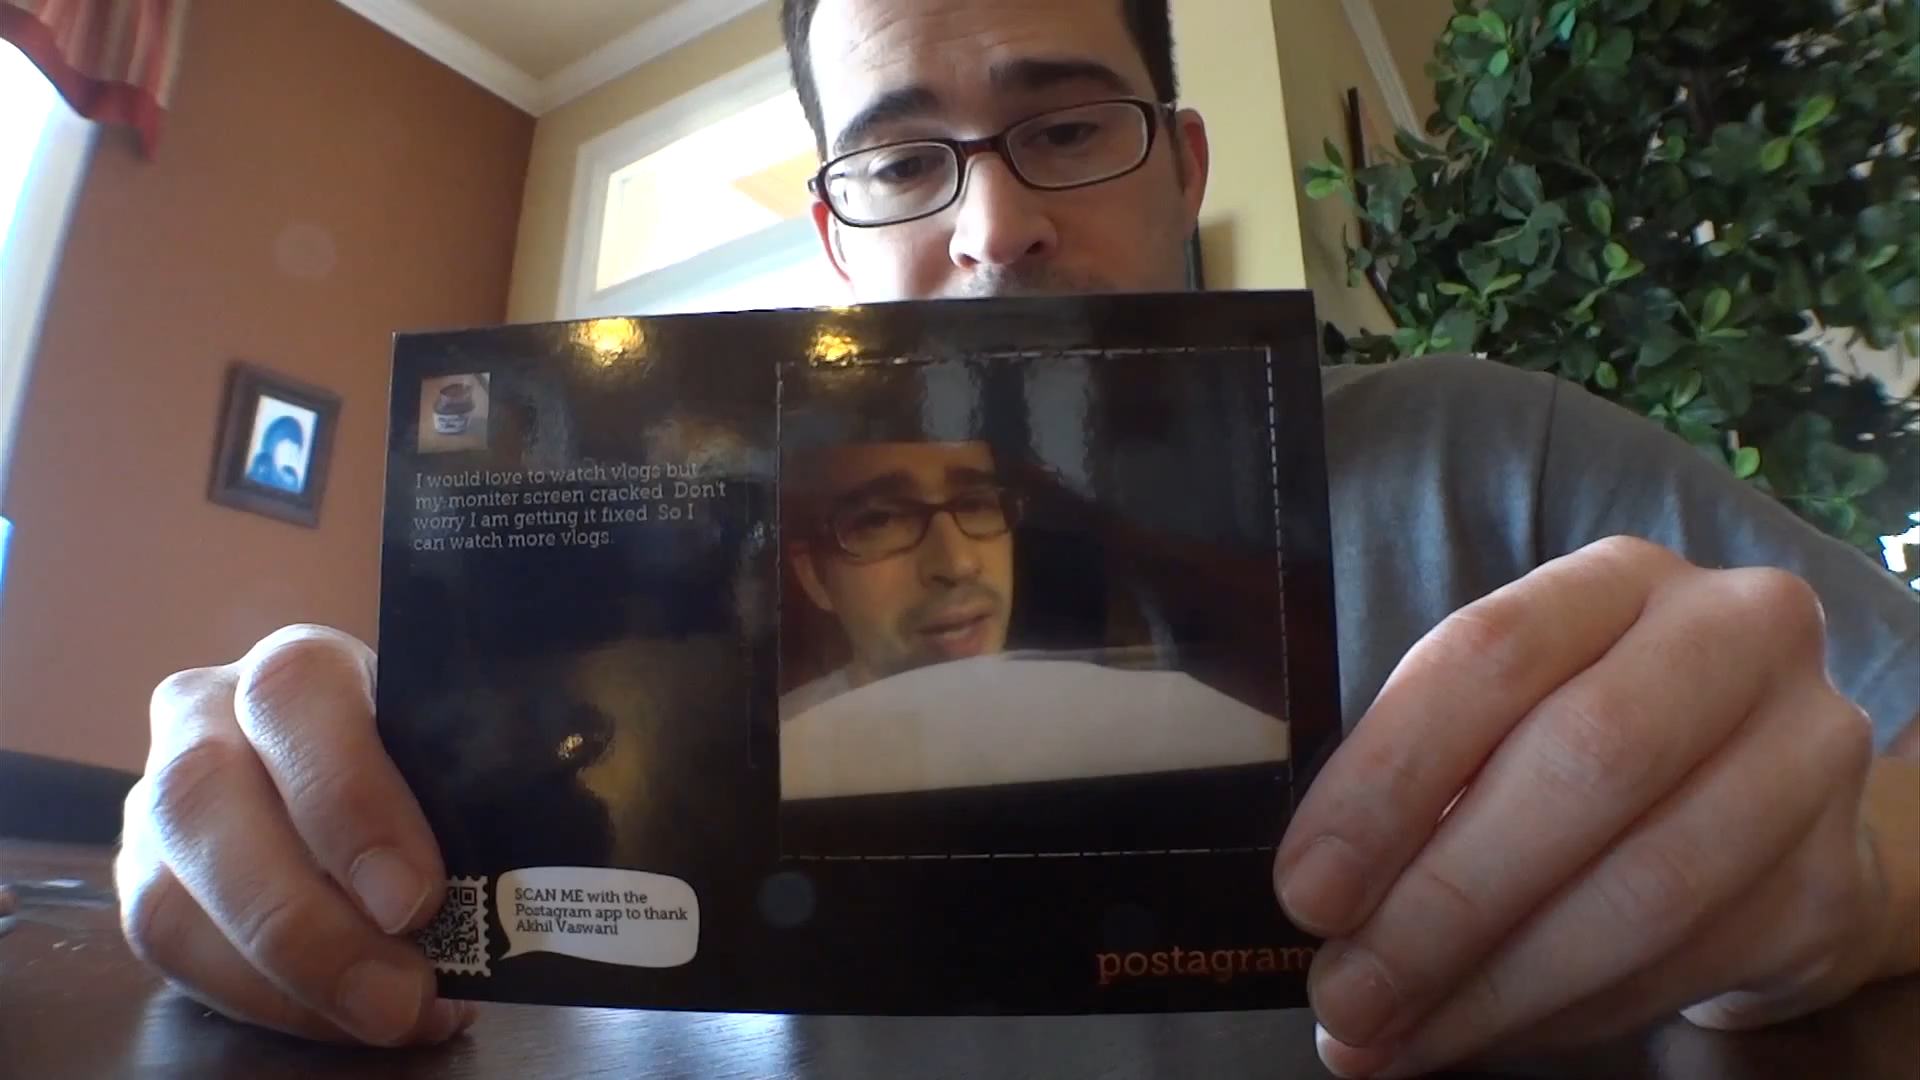 I would love to watch vlogs but
my moniter screen cracked. Don't
worry I am getting it fixed. So I
can watch more vlogs.
SCAN ME with the
Postagram app to thank
Akhil Vaswani
postagram